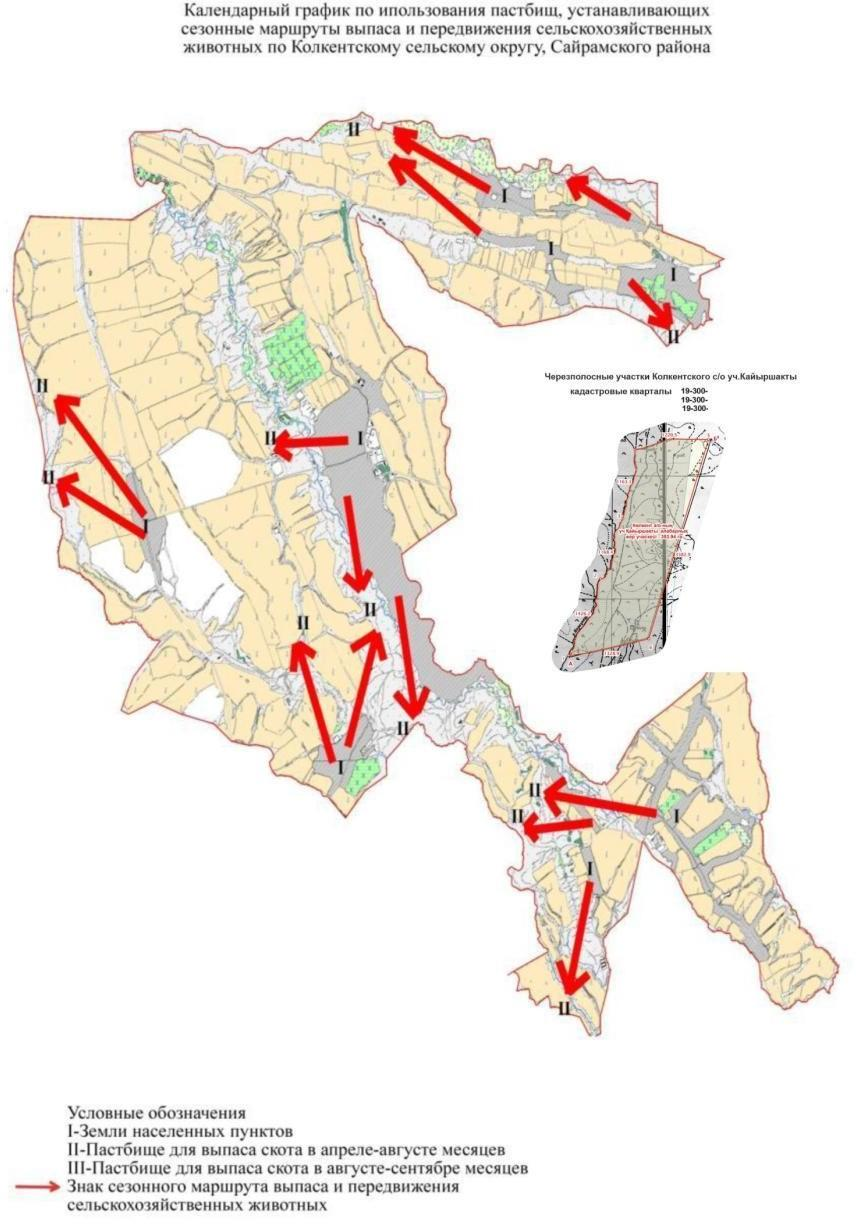 Календарный график по ипользования пастбищ, устанавливающих
сезонные маршруты выпаса и передвижения сельскохозяйственных
животных по Колкентскому сельскому округу, Сайрамского района
II
I
I
I
II
Черезполосные участки Колкентского с/о уч.Кайыршакты
кадастровые кварталы 19-300-
19-300-
19-300-
II
II
I
II
I
II
II
II
I
II
I
II
I
II
Условные обозначения
I-Земли населенных пунктов
II-Пастбище для выпаса скота в апреле-августе месяцев
III-Пастбище для выпаса скота в августе-сентябре месяцев
Знак сезонного маршрута выпаса и передвижения
сельскохозяйственных животных